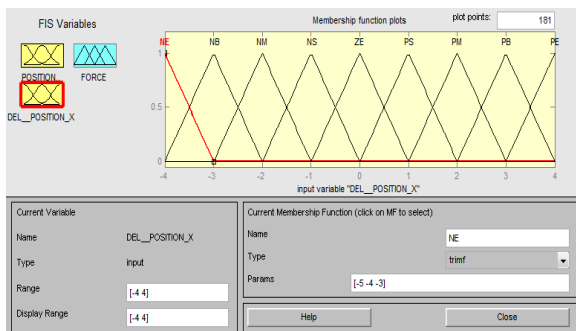 FIS Variables
Membership function plots
plot points:
181
POSITION
FORCE
DEL__POSITION_X
NE NB NM NS ZE PS PM PB PE
1
0.5
0
-4 -3 -2 -1 0 1 2 3 4
input variable "DEL__POSITION_X"
Current Variable
Name DEL__POSITION_X
Type input
Range [-4 4]
Display Range [-4 4]
Current Membership Function (click on MF to select)
Name NE
Type trimf
Params [-5 -4 -3]
Help Close